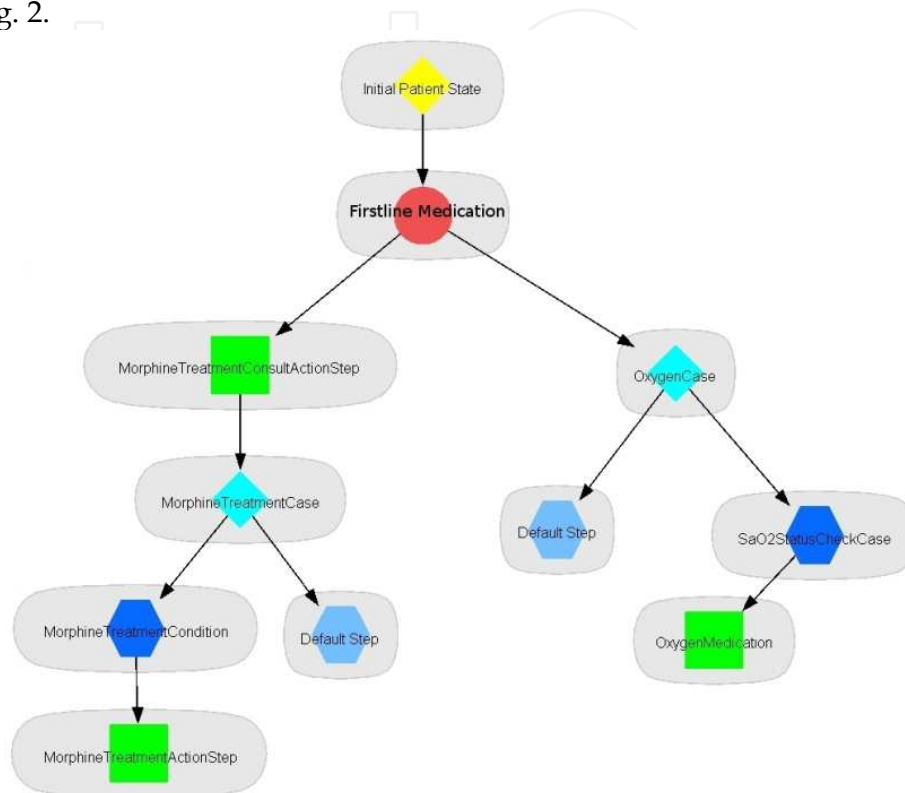 g. 2.
Initial Patient State
Firstline Medication
MorphineTreatmentConsultActionStep
OxygenCase
MorphineTreatmentCase
Default Step
SaO2StatusCheckCase
MorphineTreatmentCondition
Default Step
OxygenMedication
MorphineTreatmentActionStep